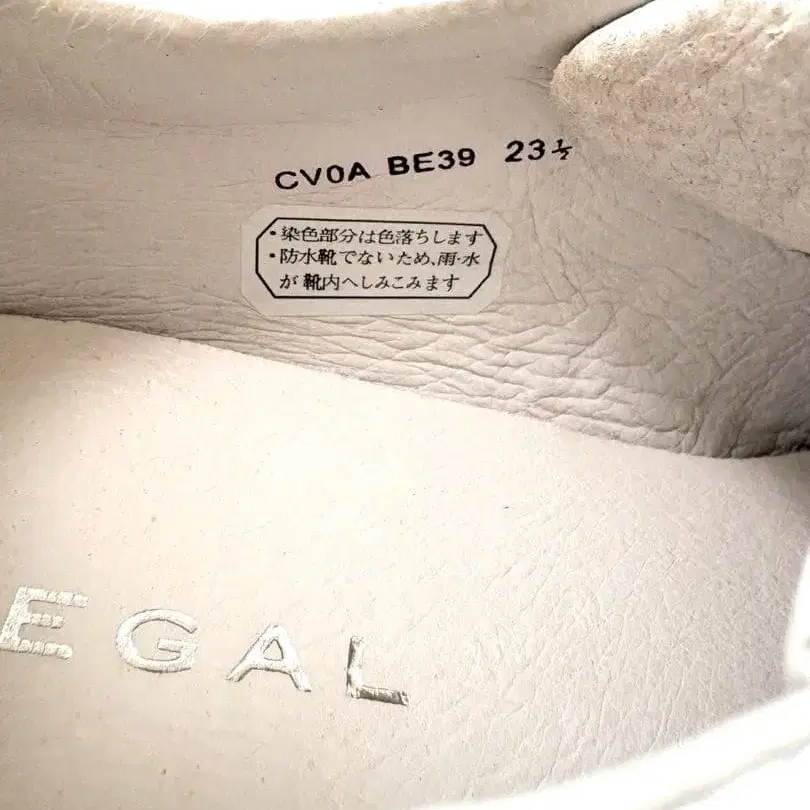 CV0A BE39 23½
・染色部分は色落ちします
・防水靴でないため、雨・水
が靴内へしみこみます
EGAL